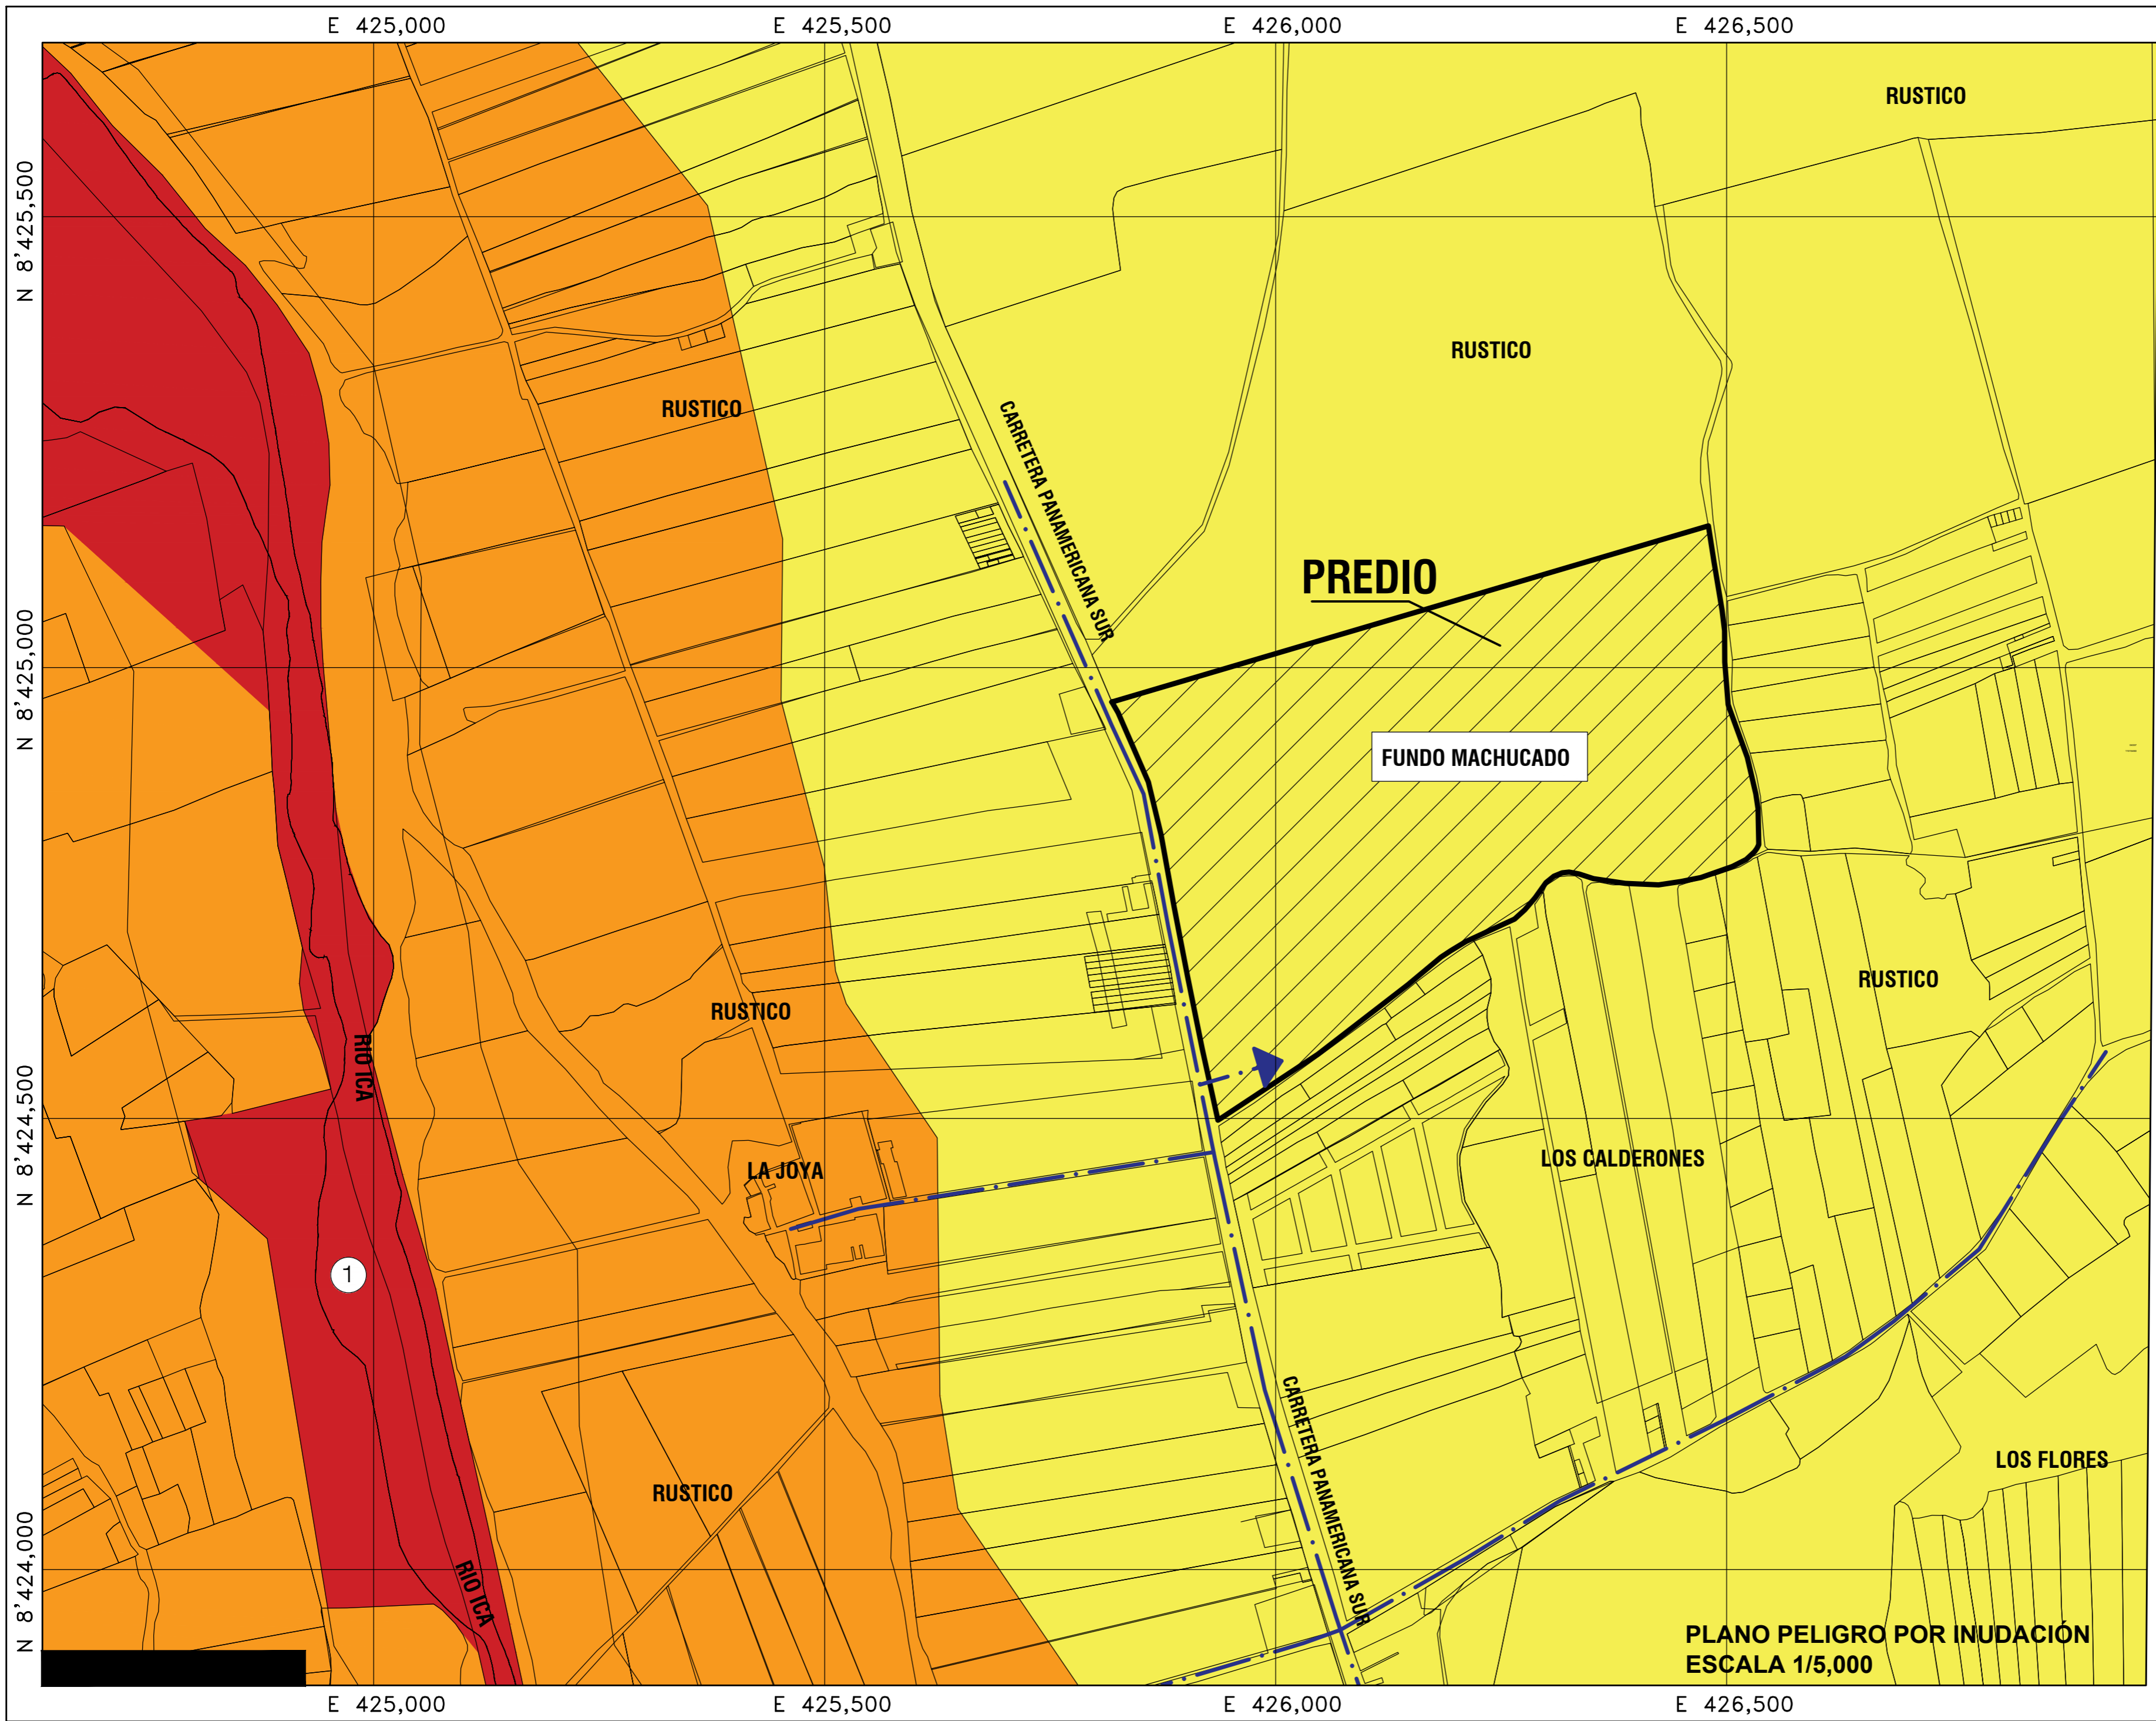 E 425,000
E 425,500
E 426,000
E 426,500
RUSTICO
N 8'425,500
RUSTICO
RUSTICO
CARRETERA PANAMERICANA SUR
PREDIO
N 8'425,000
FUNDO MACHUCADO
RUSTICO
RUSTICO
RIO ICA
N 8'424,500
LA JOYA
LOS CALDERONES
1
CARRETERA PANAMERICANA SUR
LOS FLORES
RUSTICO
N 8'424,000
RIO ICA
PLANO PELIGRO POR INUDACIÓN
ESCALA 1/5,000
E 425,000
E 425,500
E 426,000
E 426,500